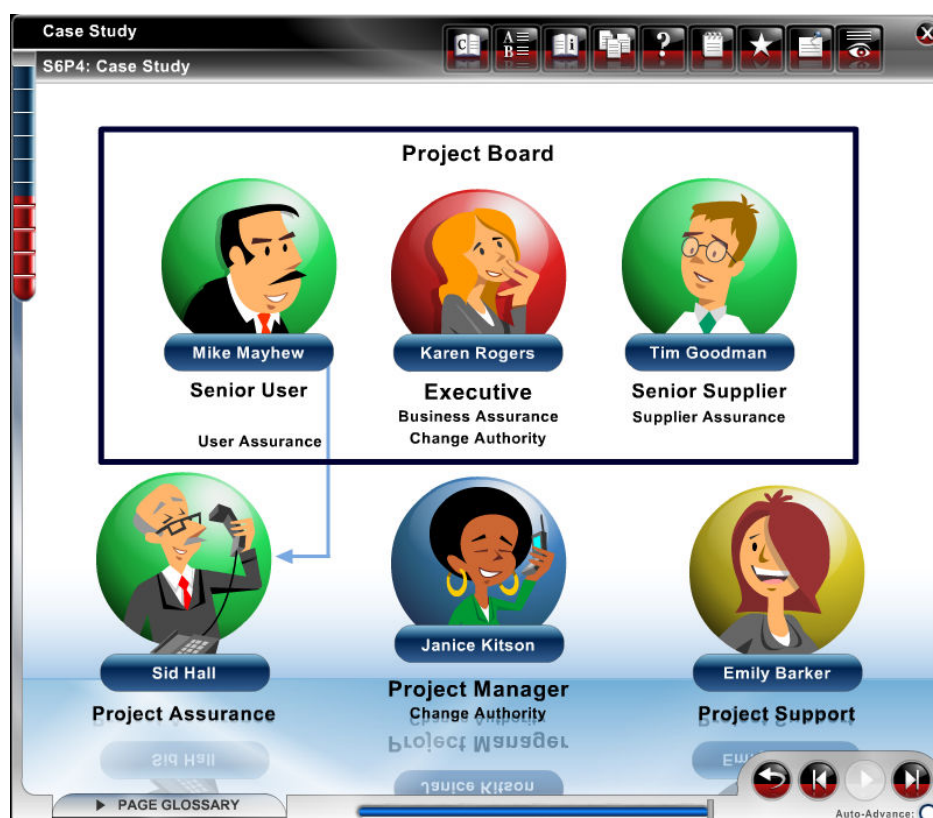 Case Study
S6P4: Case Study
C
A
B
i
?
X
Project Board
Mike Mayhew
Karen Rogers
Tim Goodman
Senior User
Executive
Senior Supplier
Business Assurance
Supplier Assurance
User Assurance
Change Authority
Sid Hall
Janice Kitson
Emily Barker
Project Assurance
Project Manager
Project Support
Change Authority
PAGE GLOSSARY
Auto-Advance: